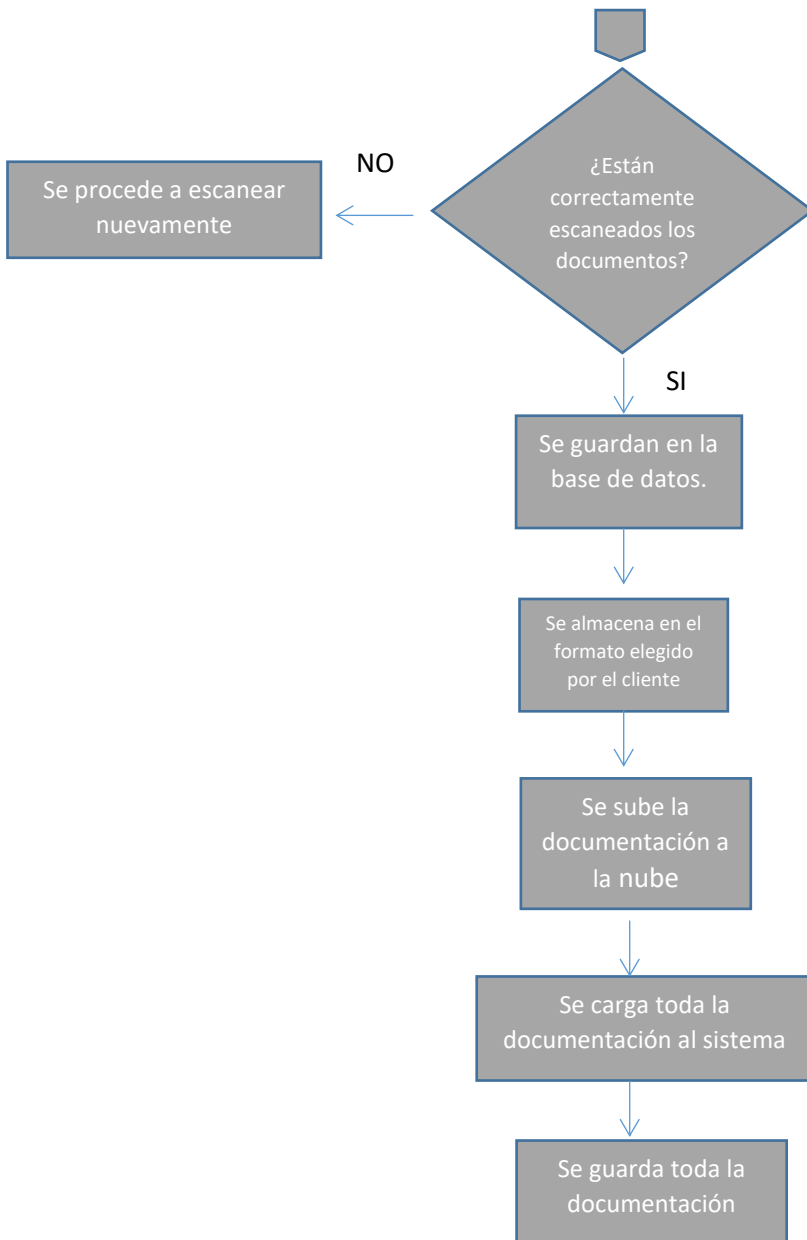 ¿Están
correctamente
escaneados los
documentos?
NO
Se procede a escanear
nuevamente
SI
Se guardan en la
base de datos.
Se almacena en el
formato elegido
por el cliente
Se sube la
documentación a
la nube
Se carga toda la
documentación al sistema
Se guarda toda la
documentación